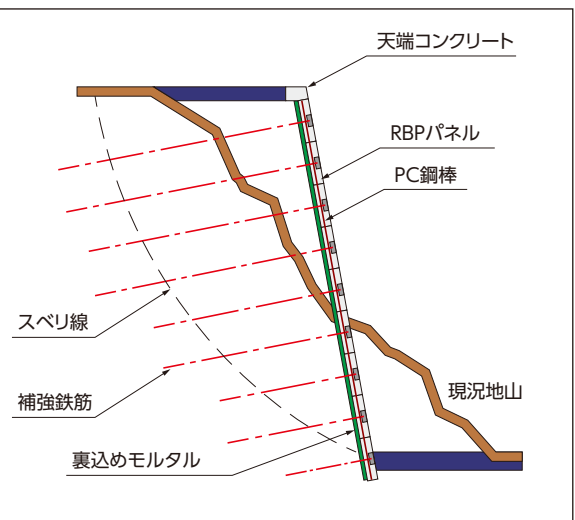 天端コンクリート
RBPパネル
PC鋼棒
スベリ線
現況地山
補強鉄筋
裏込めモルタル